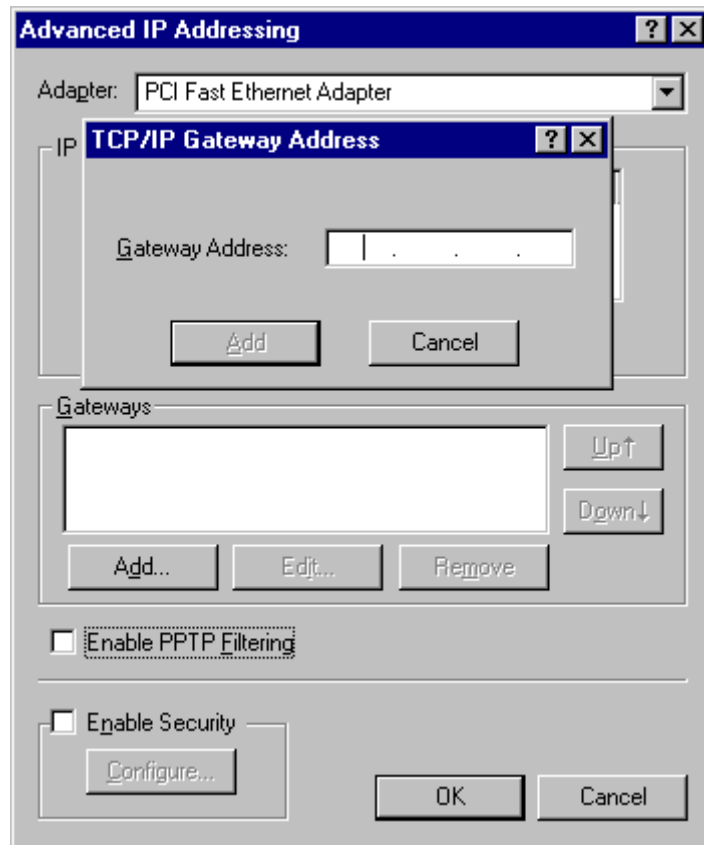 Advanced IP Addressing
Adapter: PCI Fast Ethernet Adapter
IP
TCP/IP Gateway Address
Gateway Address: . . .
Add Cancel
Gateways
Up↑
Down↓
Add... Edit... Remove
Enable PPTP Filtering
Enable Security
Configure...
OK Cancel